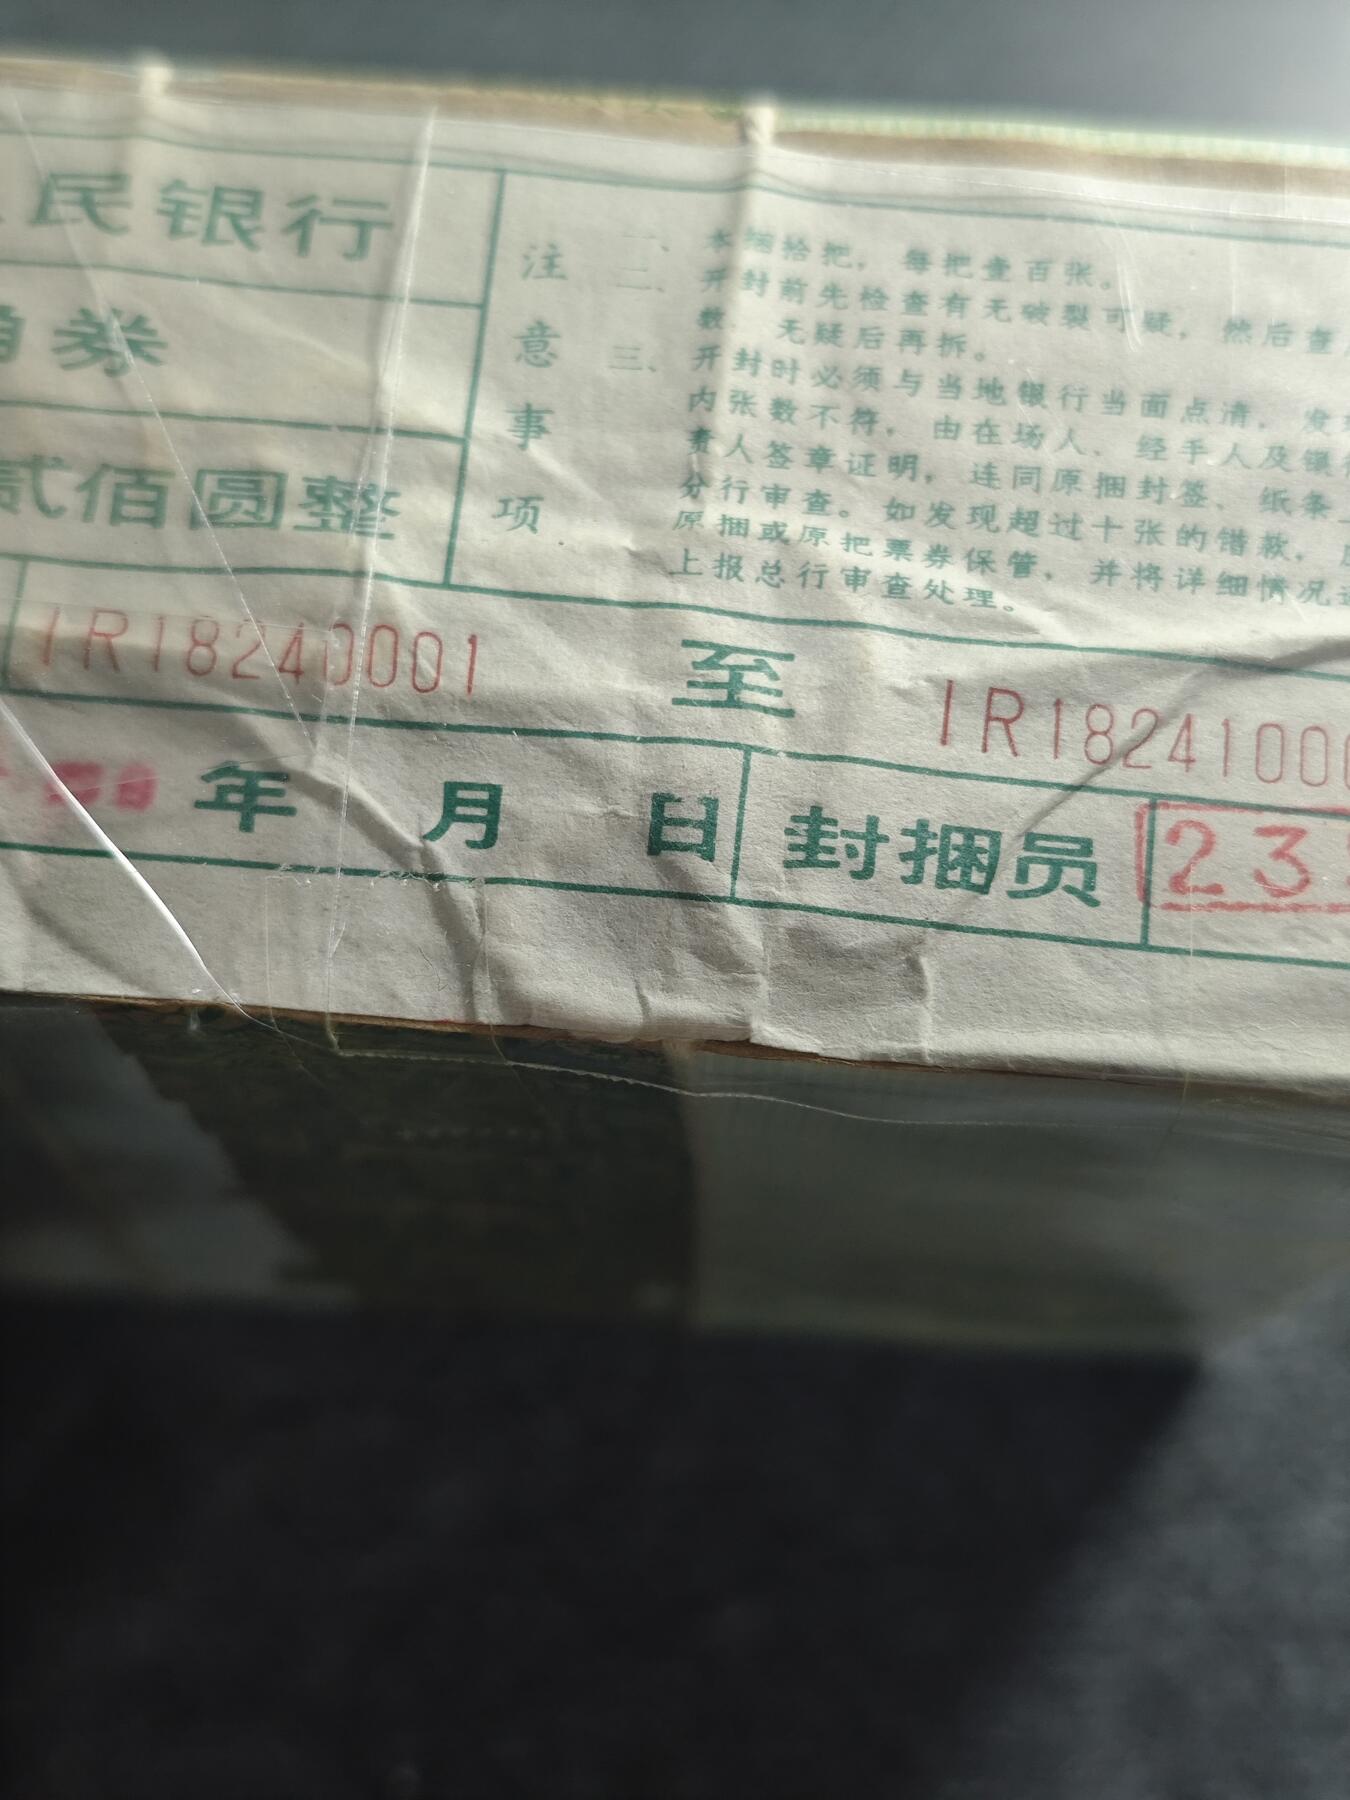 民银行
角券
贰佰圆整
注意事项
一、本捆拾把，每把壹百张。
二、开封前先检查有无破裂可疑，然后查
数，无疑后再拆。
三、开封时必须与当地银行当面点清，发
内张数不符，由在场人、经手人及银
责人签章证明，连同原捆封签、纸条
分行审查。如发现超过十张的错款，
原捆或原把票券保管，并将详细情况
上报总行审查处理。
IR18240001 至 IR1824100
年 月 日 封捆员 23